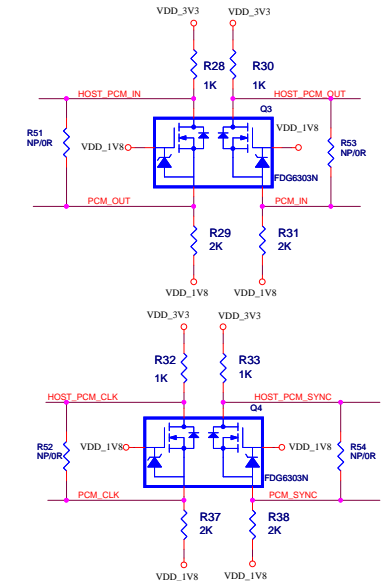 VDD_3V3 VDD_3V3
R28 R30
1K 1K
HOST_PCM_IN HOST_PCM_OUT
Q3
R51 VDD_1V8 R53
NP/0R NP/0R
VDD_1V8
FDG6303N
PCM_OUT PCM_IN
R29 R31
2K 2K
VDD_1V8 VDD_1V8
VDD_3V3 VDD_3V3
R32 R33
1K 1K
HOST_PCM_CLK HOST_PCM_SYNC
Q4
R52 VDD_1V8 VDD_1V8 R54
NP/0R NP/0R
FDG6303N
PCM_CLK PCM_SYNC
R37 R38
2K 2K
VDD_1V8 VDD_1V8